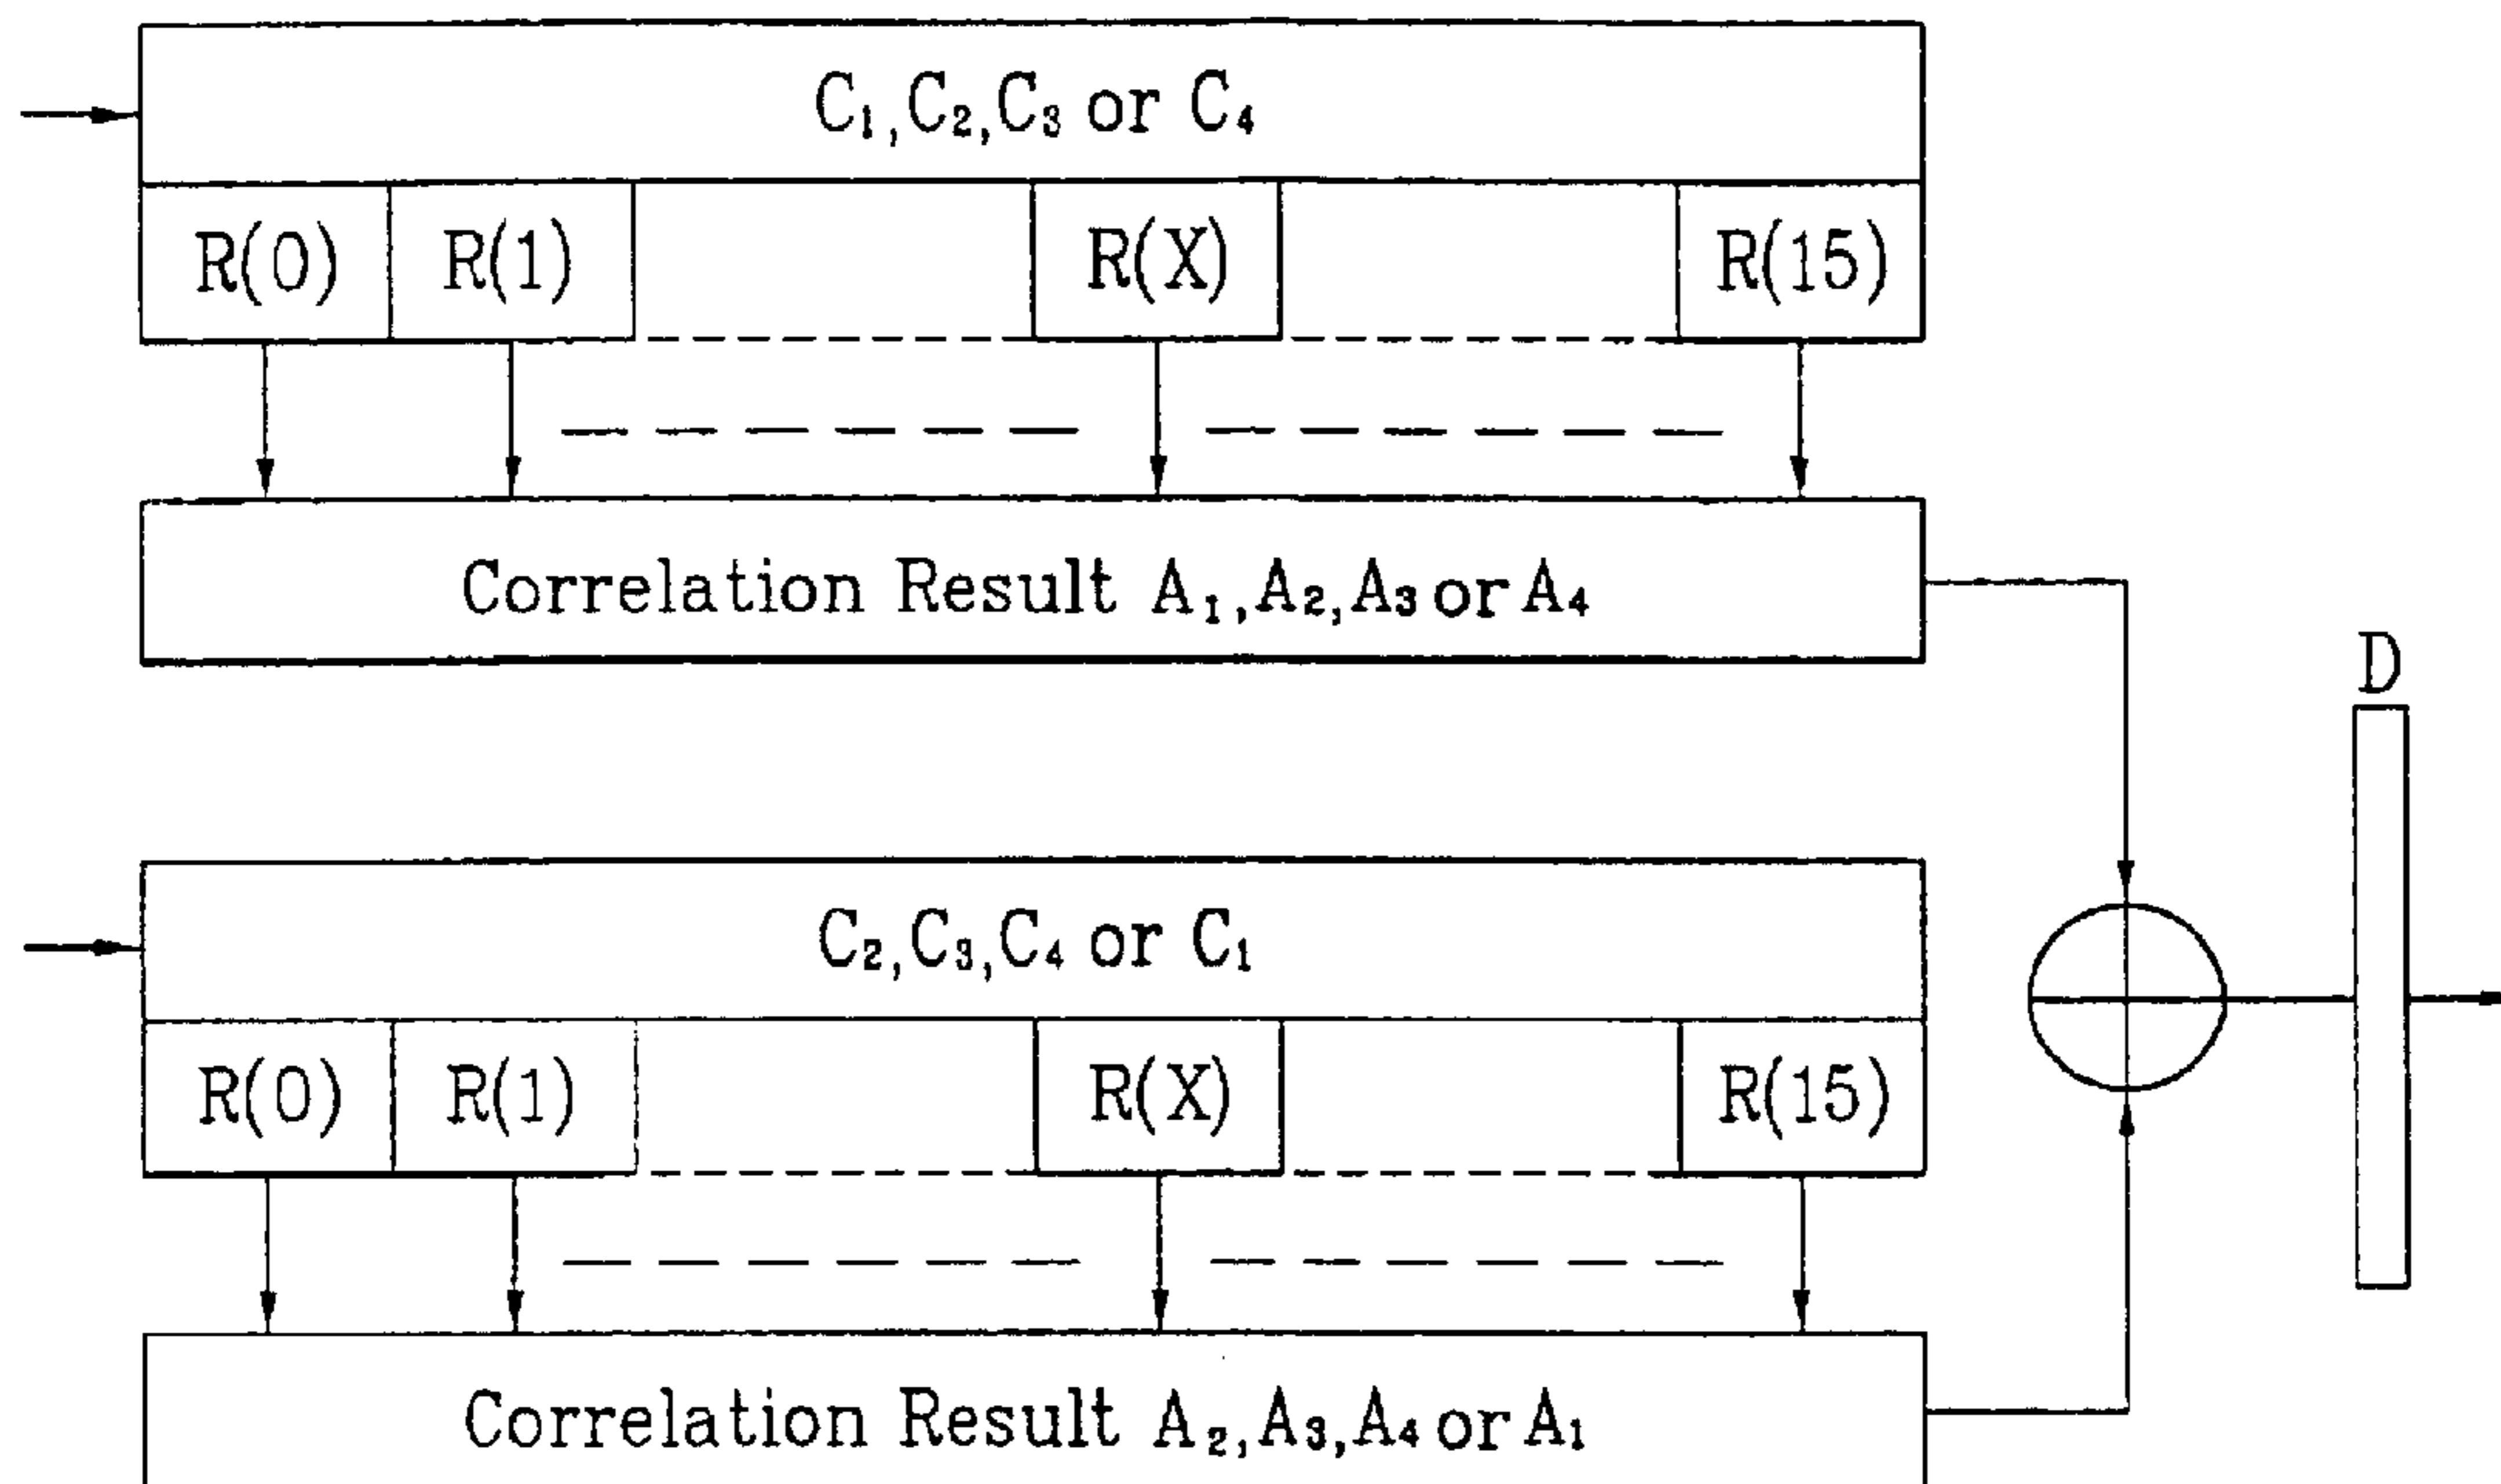 C₁,C₂,C₃ or C₄
R(0) R(1) R(X) R(15)
Correlation Result A₁,A₂,A₃ or A₄
D
C₂,C₃,C₄ or C₁
R(0) R(1) R(X) R(15)
Correlation Result A₂,A₃,A₄ or A₁